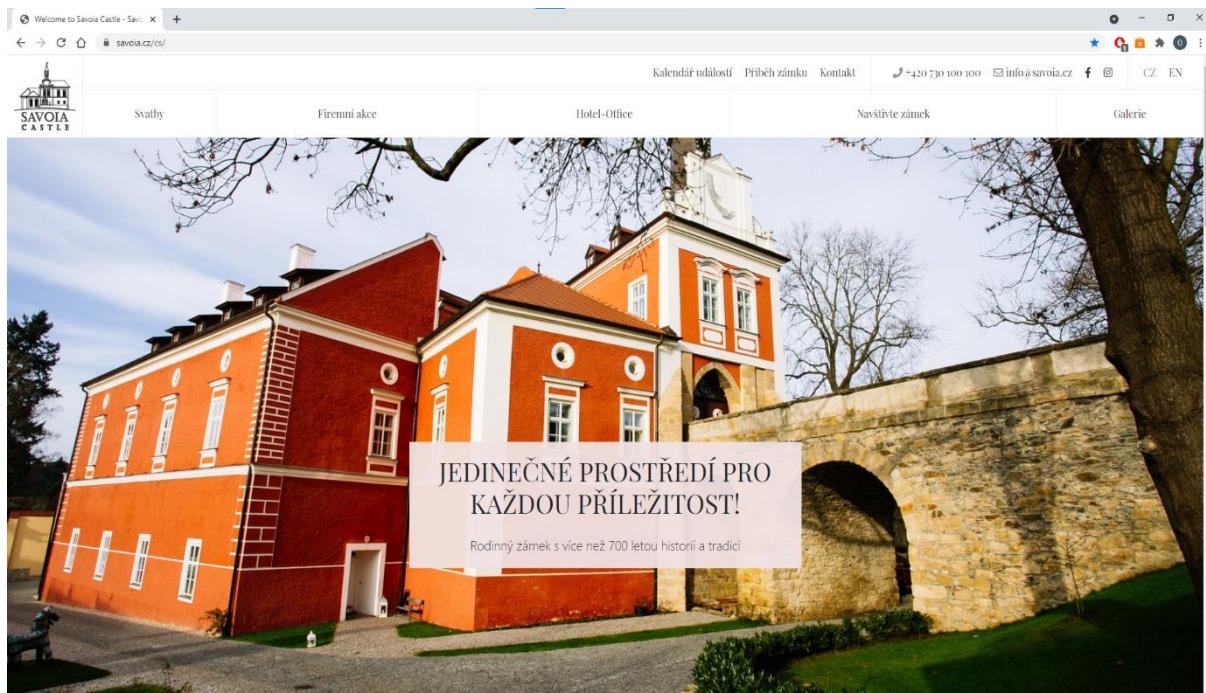 Welcome to Savoia Castle - Savo
savoia.cz/cs/
Kalendář událostí Příběh zámku Kontakt +420 730 100 100 info@savoia.cz CZ EN
SAVOIA
CASTLE
Svatby Firemní akce Hotel-Office Navštivte zámek Galerie
JEDINEČNÉ PROSTŘEDÍ PRO
KAŽDOU PŘÍLEŽITOST!
Rodinný zámek s více než 700 letou historií a tradicí